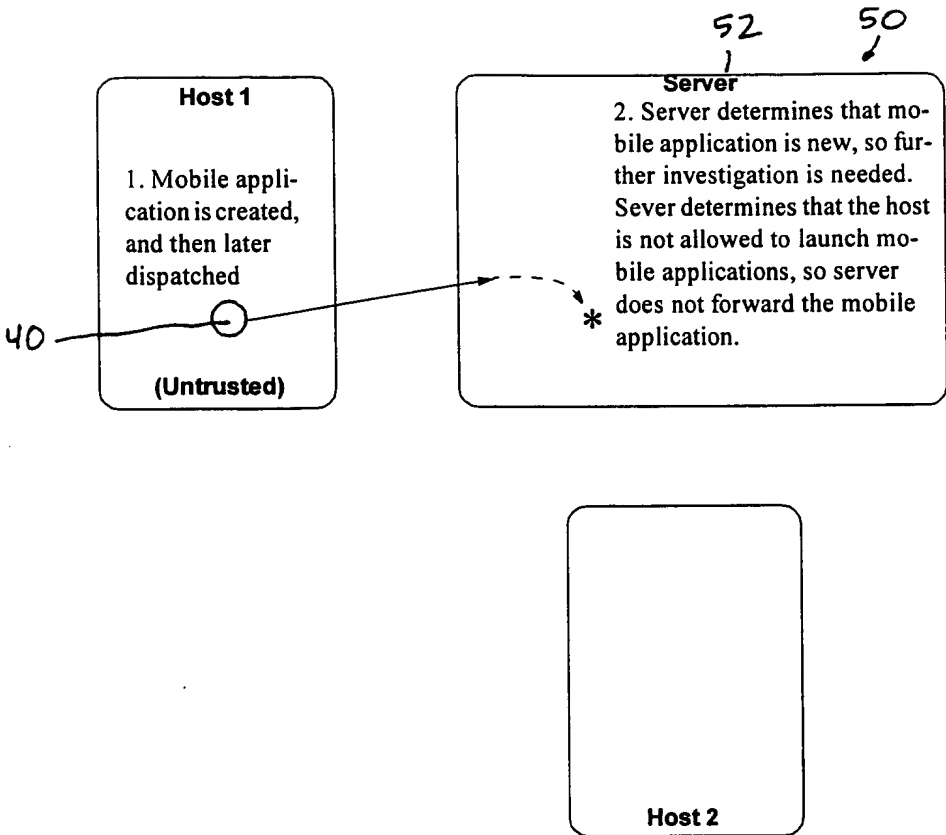 52
50
Host 1
1. Mobile appli-
cation is created,
and then later
dispatched
40
(Untrusted)
Server
2. Server determines that mo-
bile application is new, so fur-
ther investigation is needed.
Sever determines that the host
is not allowed to launch mo-
bile applications, so server
does not forward the mobile
application.
*
Host 2